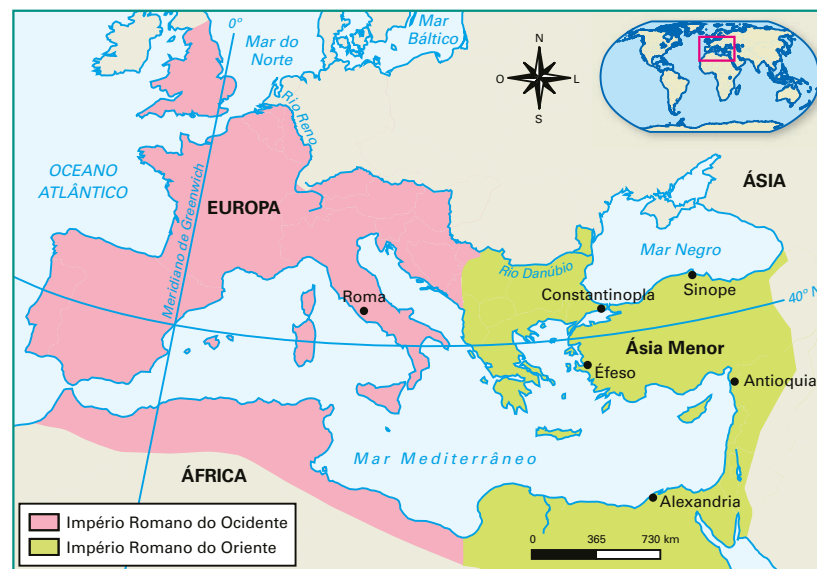 0°
Mar do
Norte
Mar
Báltico
N
O
L
S
Rio Reno
OCEANO
ATLÂNTICO
Meridiano de Greenwich
EUROPA
ÁSIA
Mar Negro
Rio Danúbio
Constantinopla
Sinope
40° N
Roma
Ásia Menor
Éfeso
Antioquia
Mar Mediterrâneo
ÁFRICA
Alexandria
Império Romano do Ocidente
Império Romano do Oriente
0 365 730 km